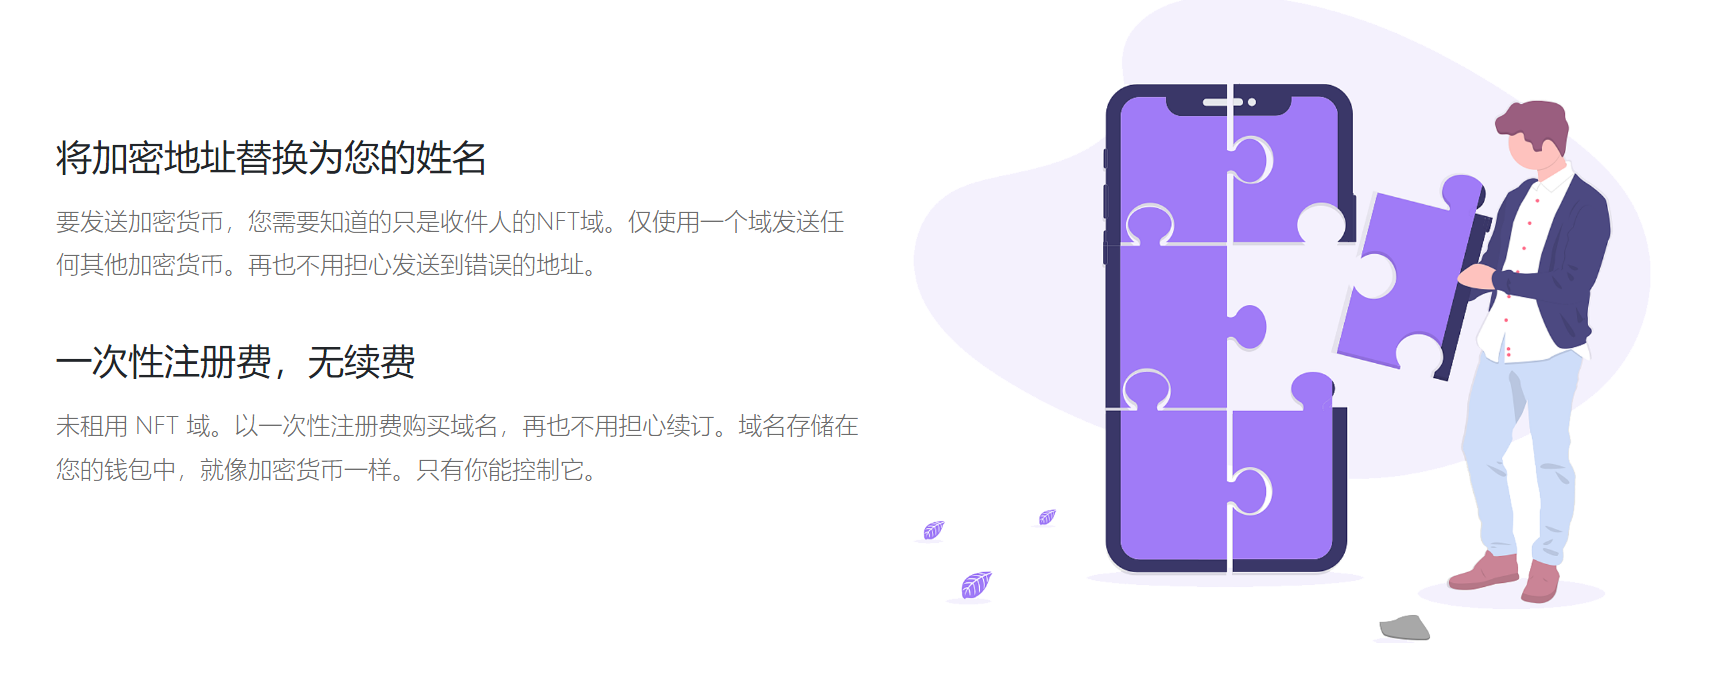 将加密地址替换为您的姓名
要发送加密货币，您需要知道的只是收件人的NFT域。仅使用一个域发送任
何其他加密货币。再也不用担心发送到错误的地址。
一次性注册费，无续费
未租用 NFT 域。以一次性注册费购买域名，再也不用担心续订。域名存储在
您的钱包中，就像加密货币一样。只有你能控制它。